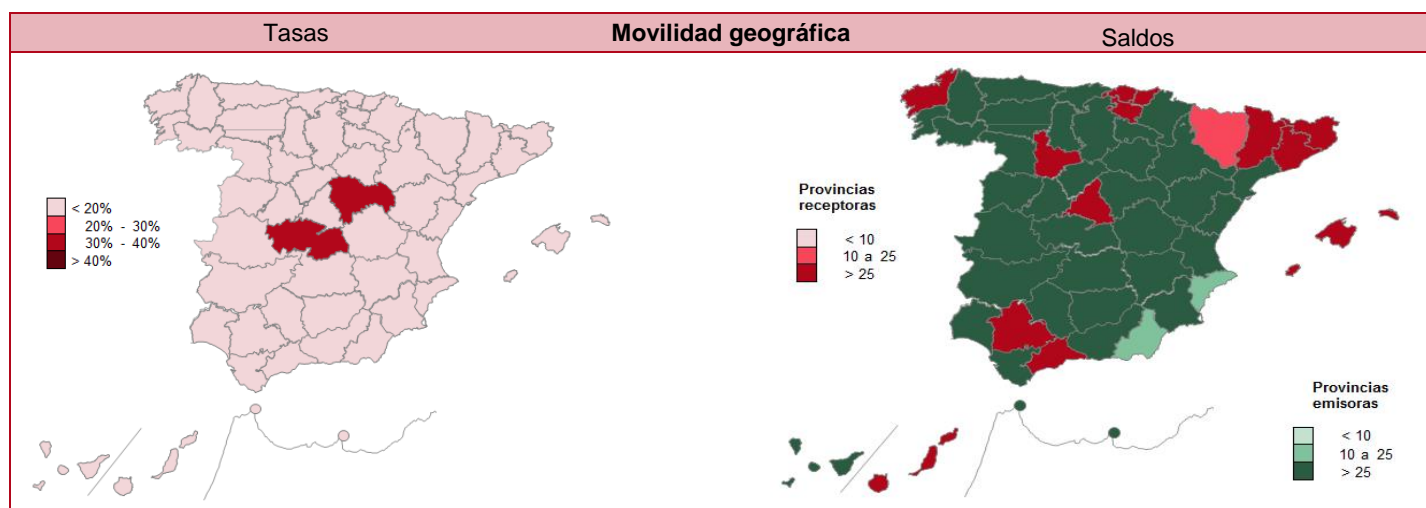 Tasas
Movilidad geográfica
Saldos
< 20%
20% - 30%
30% - 40%
> 40%
Provincias
receptoras
< 10
10 a 25
> 25
Provincias
emisoras
< 10
10 a 25
> 25